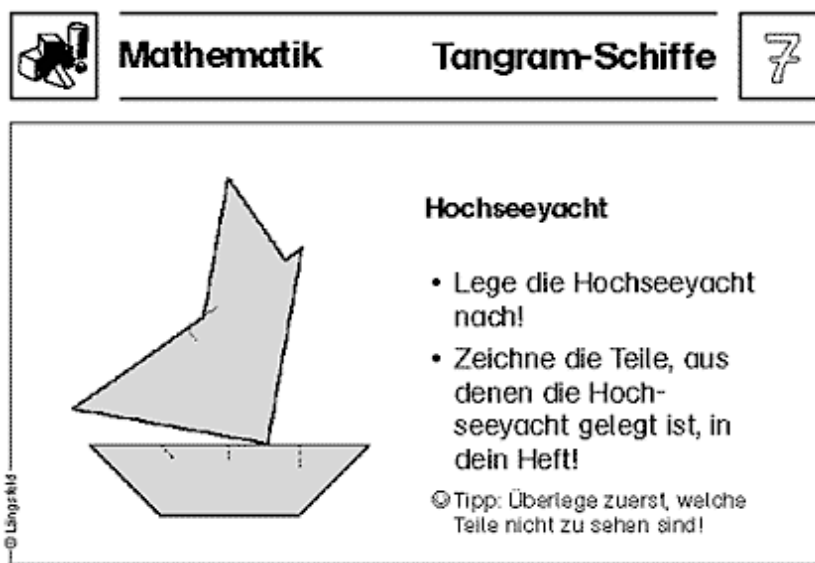 Mathematik Tangram-Schiffe 7
Hochseeyacht
• Lege die Hochseeyacht
nach!
• Zeichne die Teile, aus
denen die Hoch-
seeyacht gelegt ist, in
dein Heft!
☺ Tipp: Überlege zuerst, welche
Teile nicht zu sehen sind!
© Längsfeld